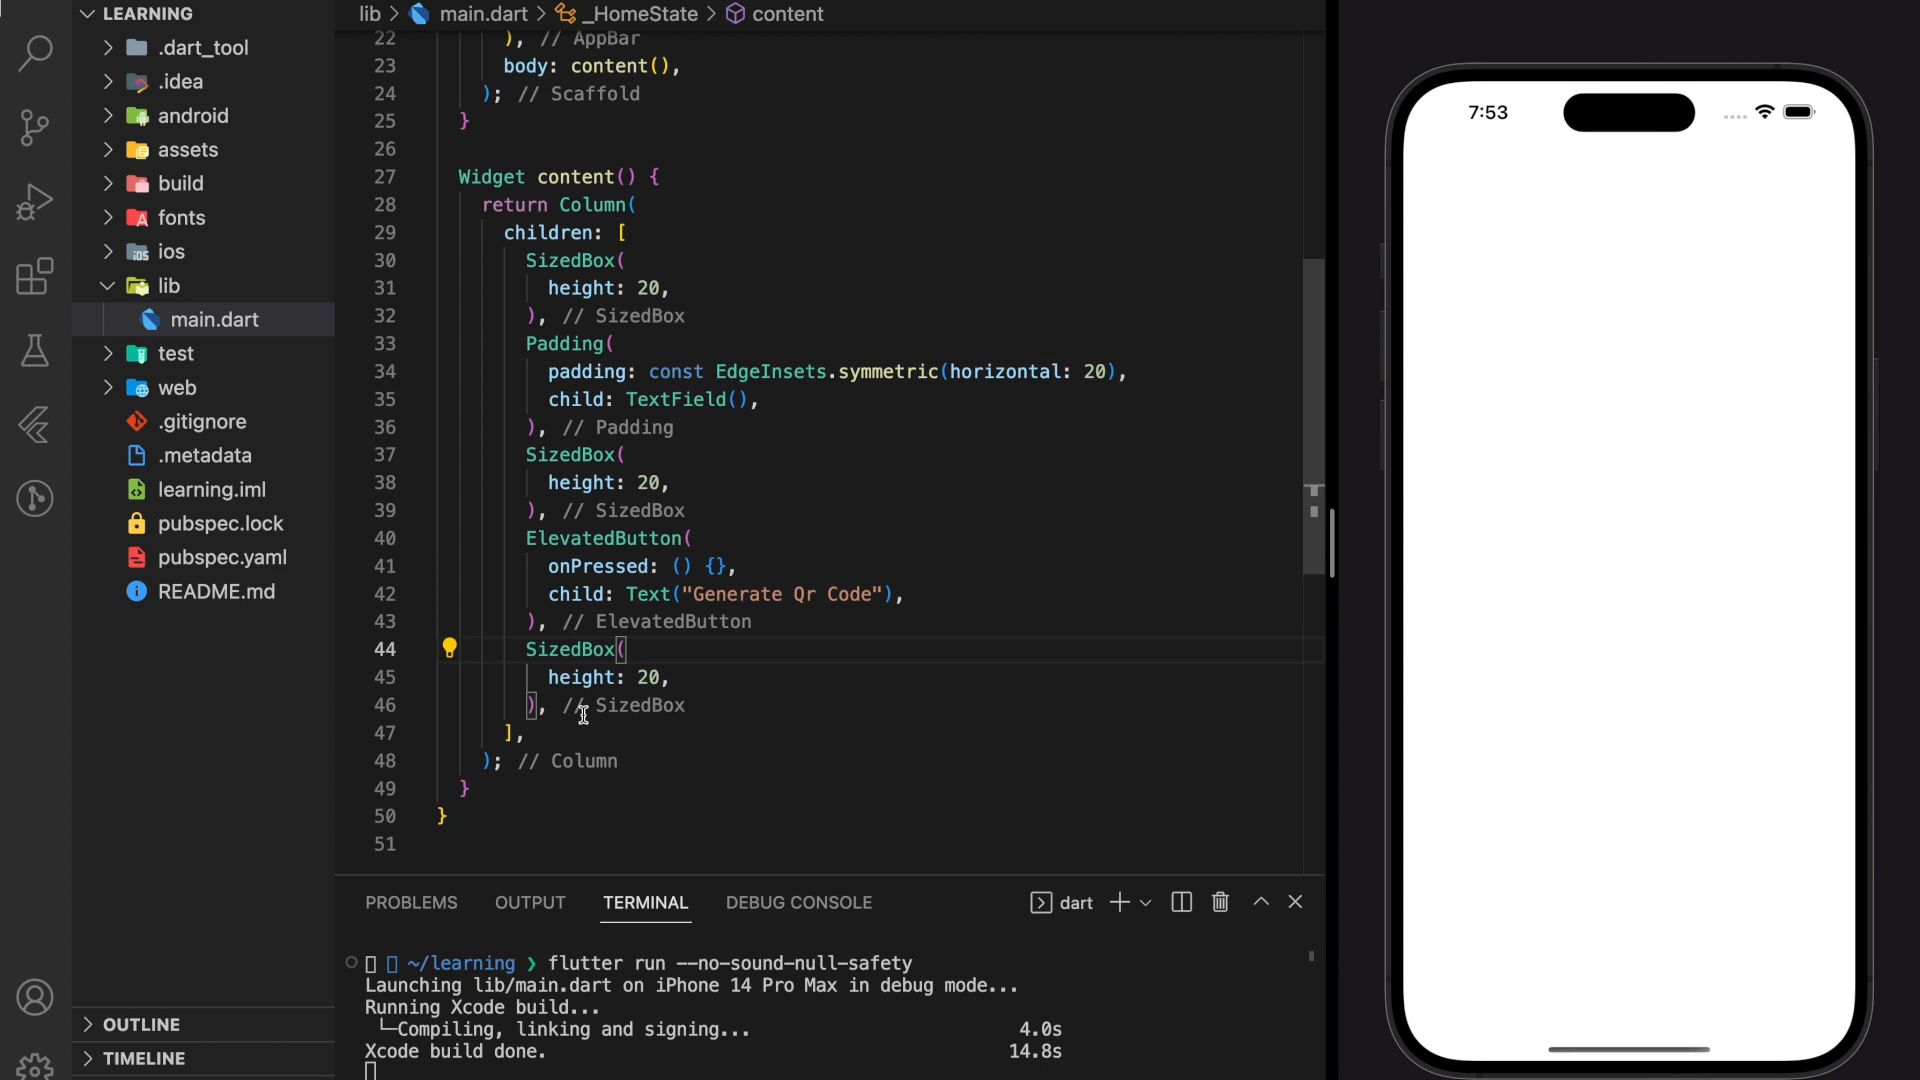 LEARNING
.dart_tool
.idea
android
assets
build
fonts
ios
lib
main.dart
test
web
.gitignore
.metadata
learning.iml
pubspec.lock
pubspec.yaml
README.md
OUTLINE
TIMELINE
lib > main.dart > _HomeState > content
22 ), // AppBar
23 body: content(),
24 ); // Scaffold
25 }
26
27 Widget content() {
28 return Column(
29 children: [
30 SizedBox(
31 height: 20,
32 ), // SizedBox
33 Padding(
34 padding: const EdgeInsets.symmetric(horizontal: 20),
35 child: TextField(),
36 ), // Padding
37 SizedBox(
38 height: 20,
39 ), // SizedBox
40 ElevatedButton(
41 onPressed: () {},
42 child: Text("Generate Qr Code"),
43 ), // ElevatedButton
44 SizedBox(
45 height: 20,
46 ), // SizedBox
47 ],
48 ); // Column
49 }
50 }
51
PROBLEMS OUTPUT TERMINAL DEBUG CONSOLE dart
~/learning ❯ flutter run --no-sound-null-safety
Launching lib/main.dart on iPhone 14 Pro Max in debug mode...
Running Xcode build...
└─Compiling, linking and signing... 4.0s
Xcode build done. 14.8s
7:53